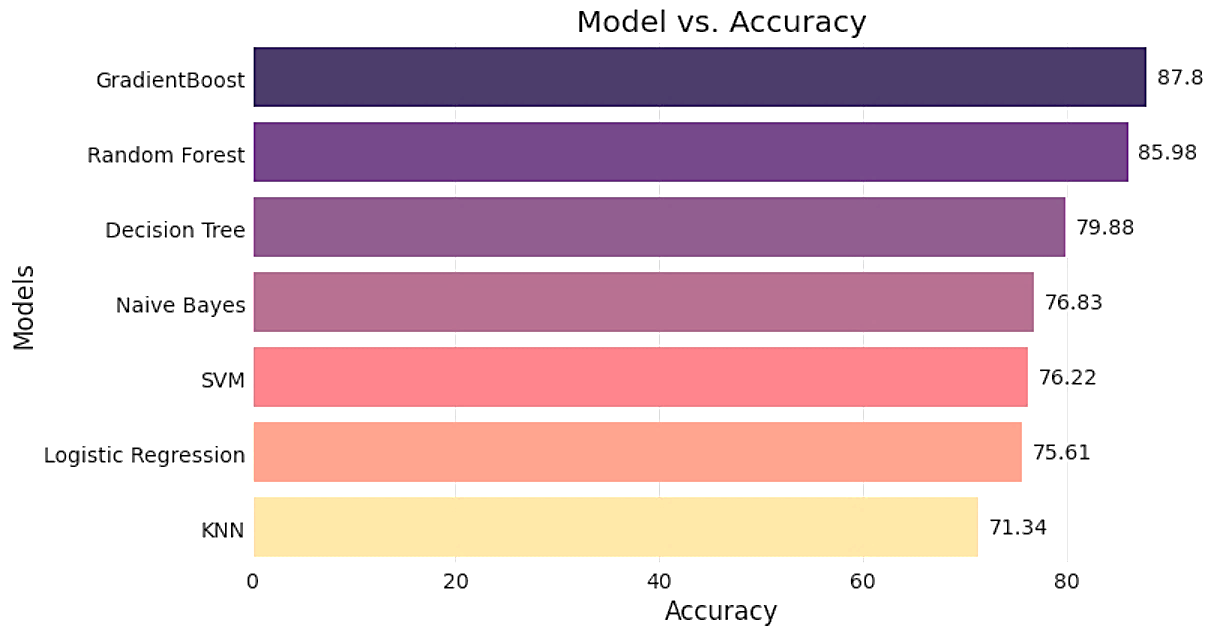 Model vs. Accuracy
Models
GradientBoost 87.8
Random Forest 85.98
Decision Tree 79.88
Naive Bayes 76.83
SVM 76.22
Logistic Regression 75.61
KNN 71.34
0 20 40 60 80
Accuracy